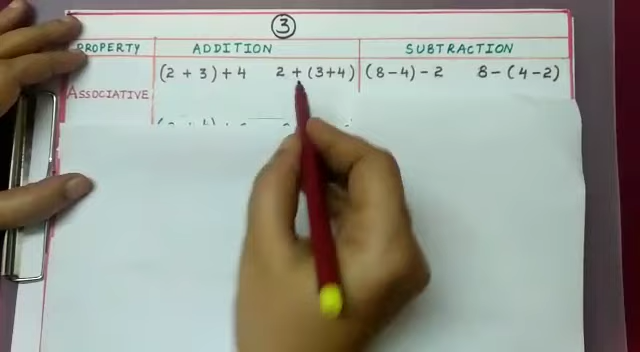 3
PROPERTY ADDITION SUBTRACTION
ASSOCIATIVE (2 + 3) + 4 2 + (3+4) (8-4) - 2 8 - (4-2)